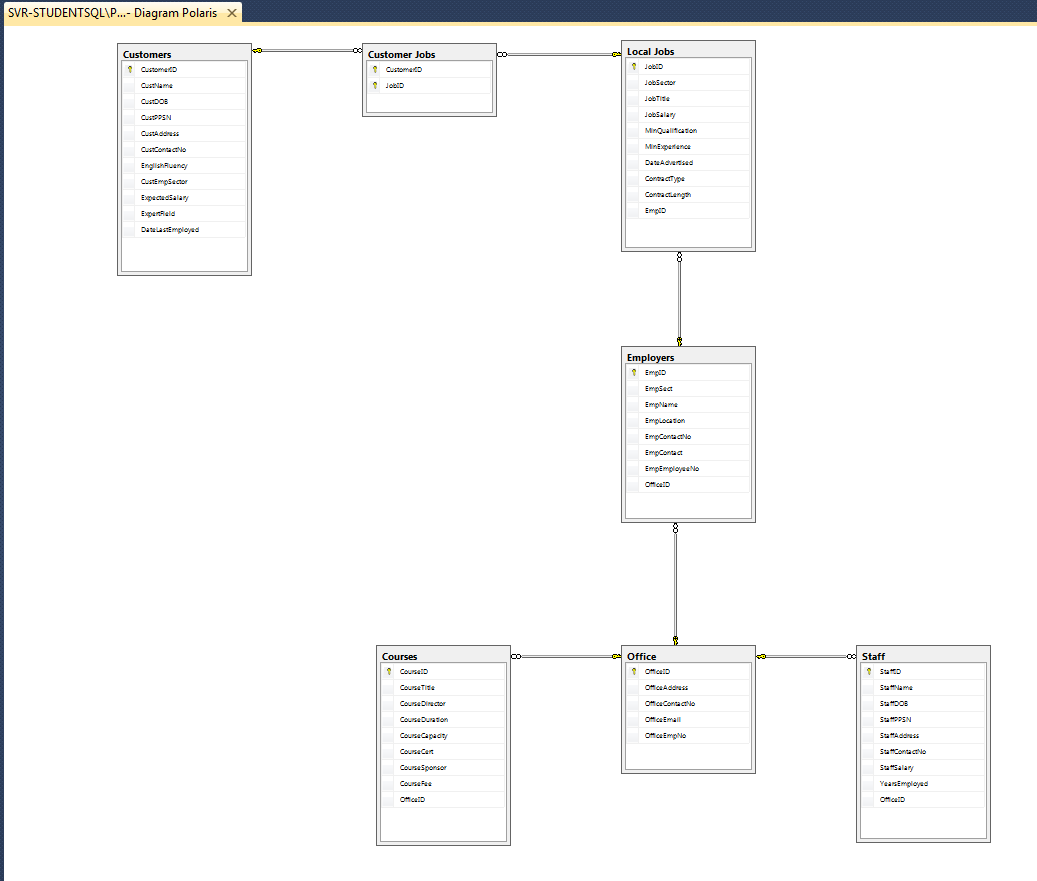 SVR-STUDENTSQL\P...- Diagram Polaris
Customers
CustomerID
CustName
CustDOB
CustPPSN
CustAddress
CustContactNo
EnglishFluency
CustEmpSector
ExpectedSalary
ExpertField
DateLastEmployed
Customer Jobs
CustomerID
JobID
Local Jobs
JobID
JobSector
JobTitle
JobSalary
MinQualification
MinExperience
DateAdvertised
ContractType
ContractLength
EmpID
Employers
EmpID
EmpSect
EmpName
EmpLocation
EmpContactNo
EmpContact
EmpEmployeeNo
OfficeID
Courses
CourseID
CourseTitle
CourseDirector
CourseDuration
CourseCapacity
CourseCert
CourseSponsor
CourseFee
OfficeID
Office
OfficeID
OfficeAddress
OfficeContactNo
OfficeEmail
OfficeEmpNo
Staff
StaffID
StaffName
StaffDOB
StaffPPSN
StaffAddress
StaffContactNo
StaffSalary
YearsEmployed
OfficeID